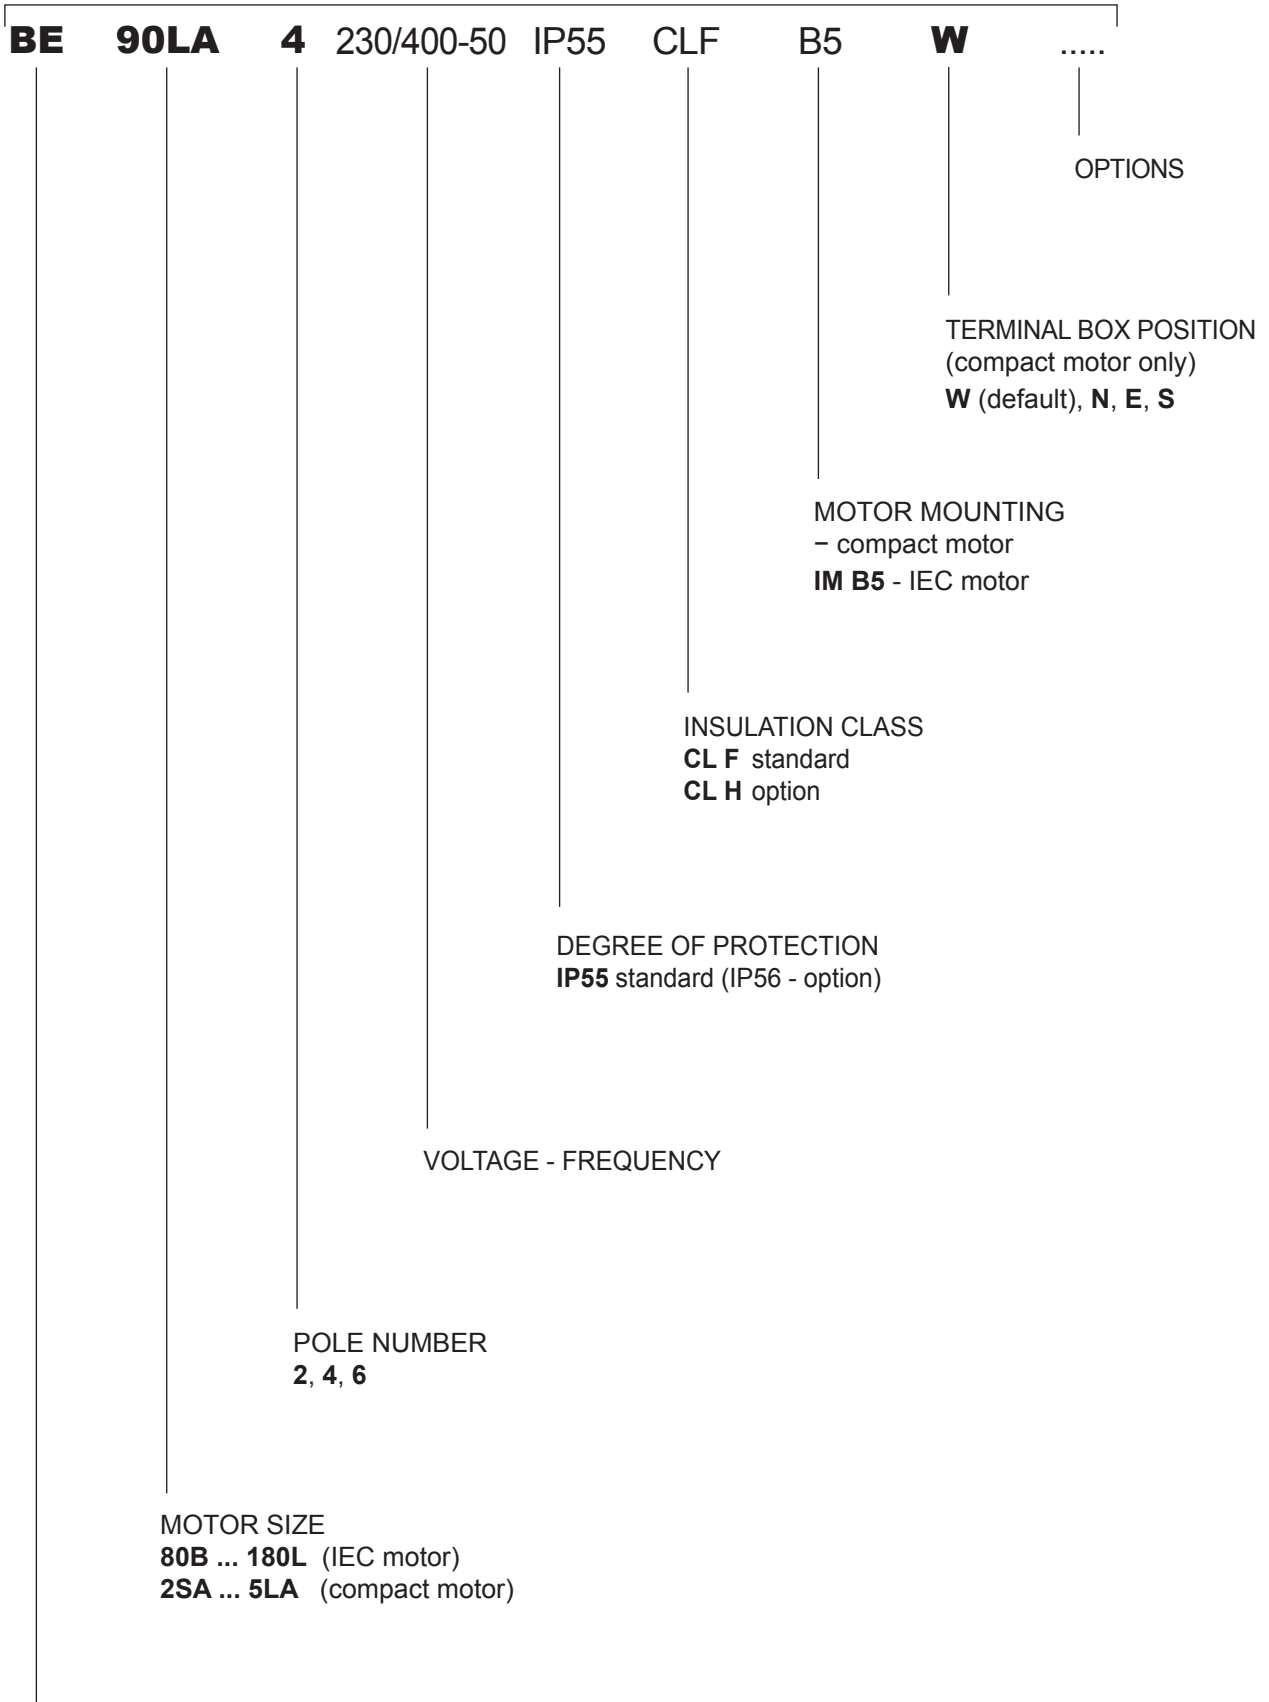 BE 90LA 4 230/400-50 IP55 CLF B5 W .....
OPTIONS
TERMINAL BOX POSITION
(compact motor only)
W (default), N, E, S
MOTOR MOUNTING
− compact motor
IM B5 - IEC motor
INSULATION CLASS
CL F standard
CL H option
DEGREE OF PROTECTION
IP55 standard (IP56 - option)
VOLTAGE - FREQUENCY
POLE NUMBER
2, 4, 6
MOTOR SIZE
80B ... 180L (IEC motor)
2SA ... 5LA (compact motor)